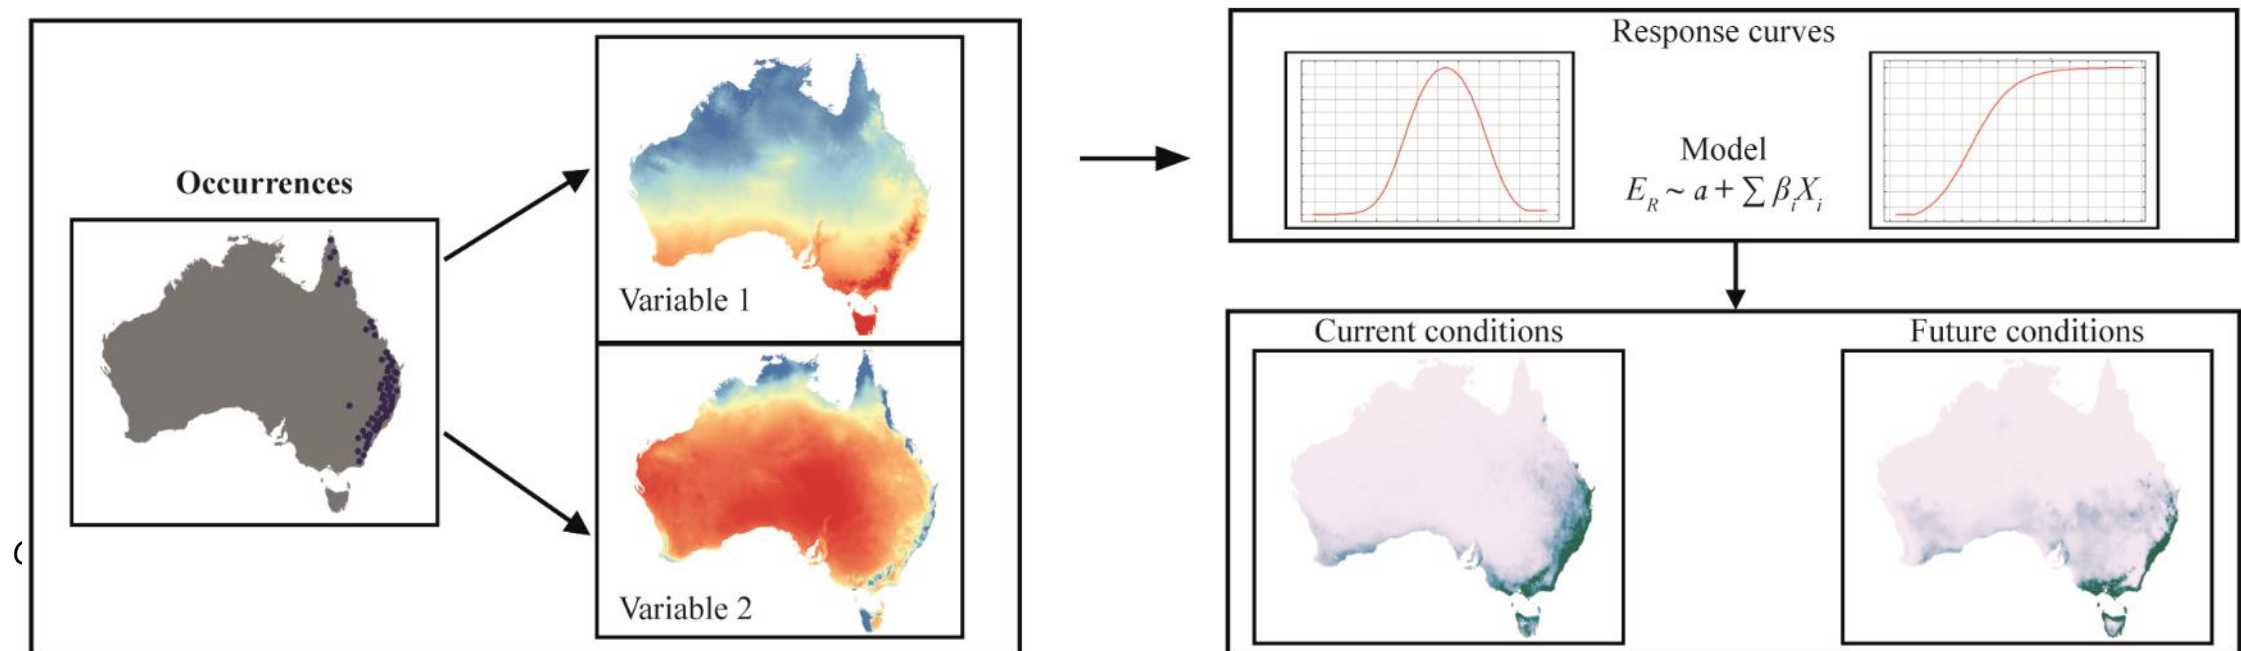 Occurrences
Variable 1
Variable 2
Response curves
Model
E_R ~ a + ∑ β_i X_i
Current conditions
Future conditions